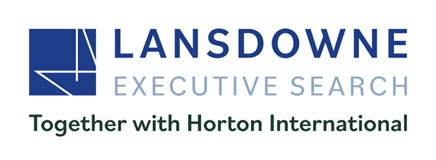 LANSDOWNE
EXECUTIVE SEARCH
Together with Horton International